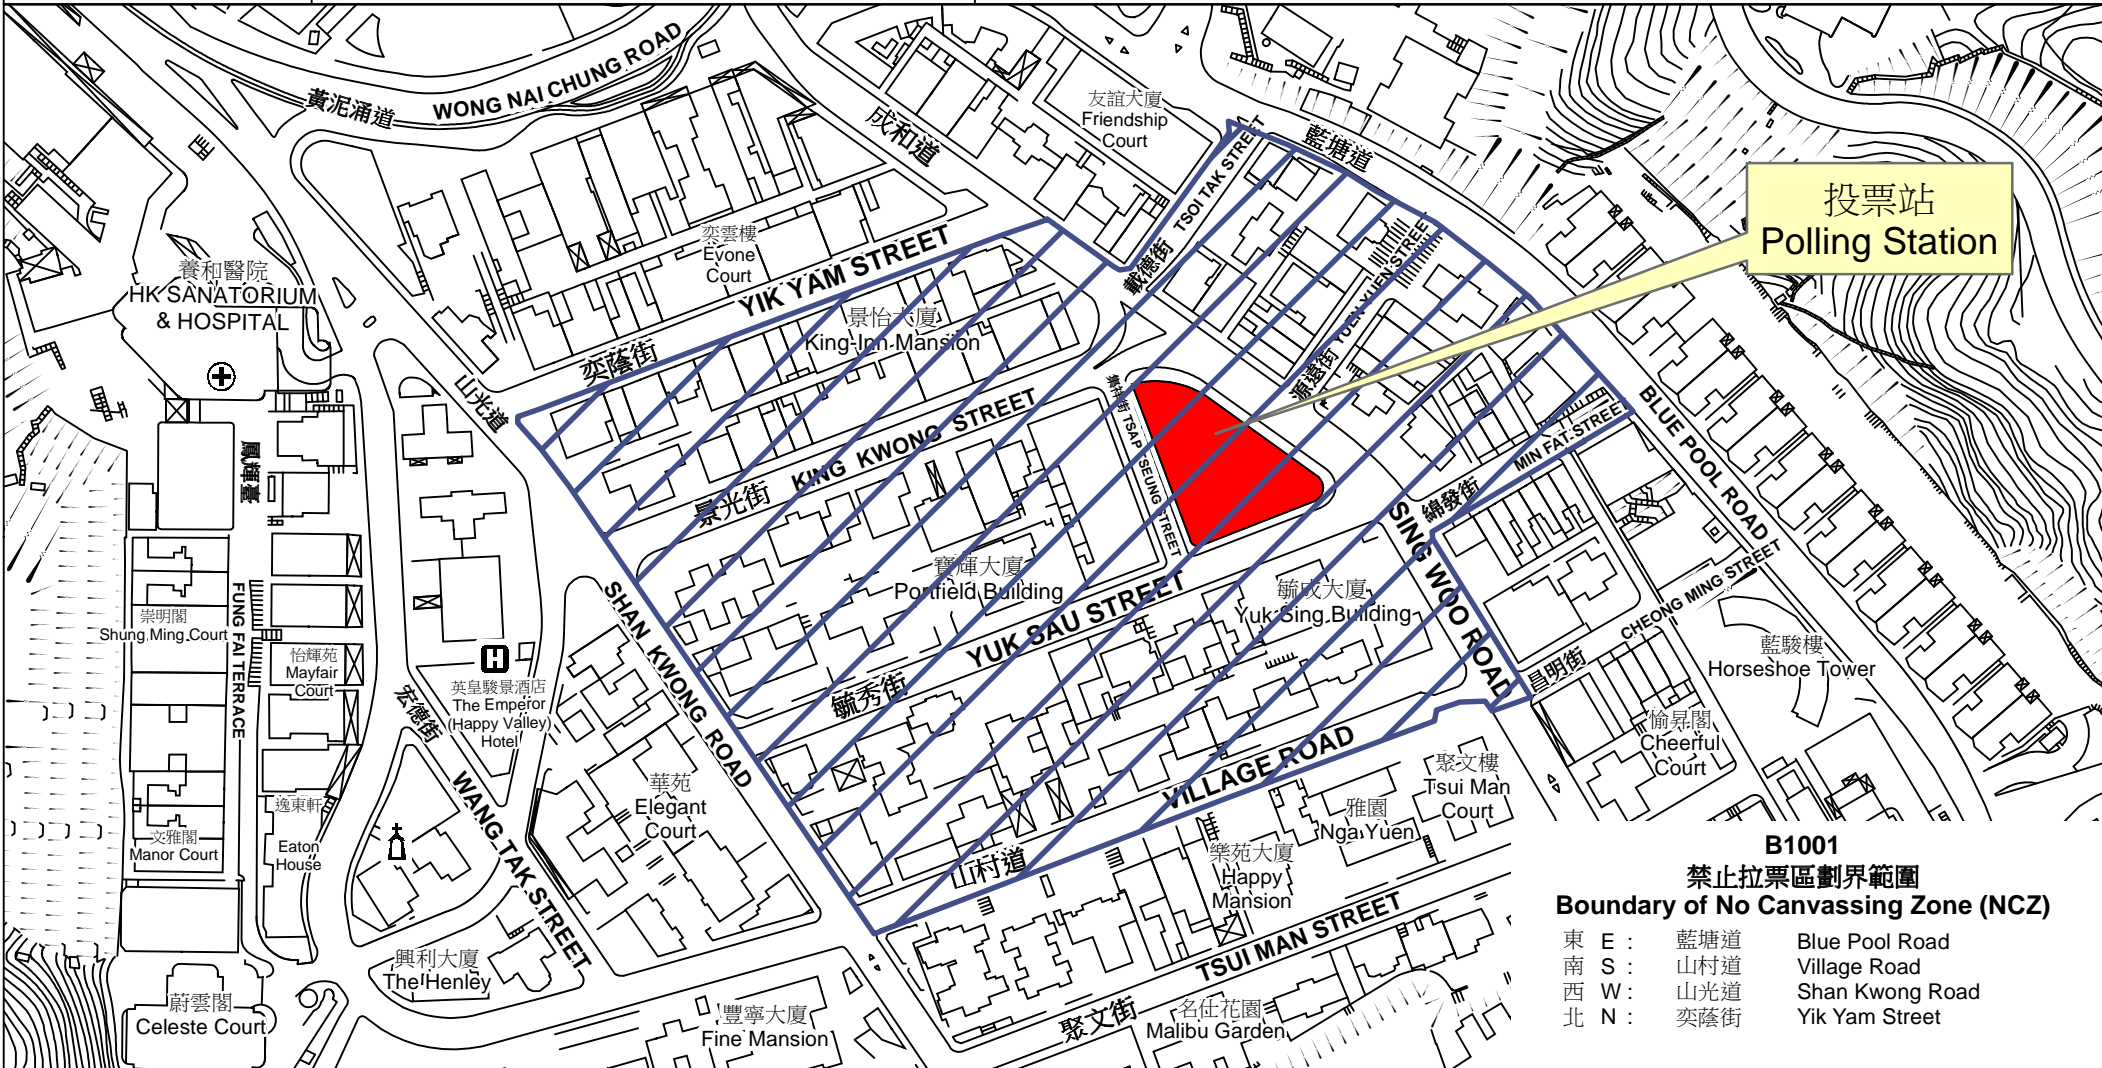 黃泥涌道 WONG NAI CHUNG ROAD
成和道
友誼大廈
Friendship
Court
藍塘道
載德街 TSOI TAK STREET
投票站
Polling Station
奕雲樓
Evone
Court
奕蔭街 YIK YAM STREET
養和醫院
HK SANATORIUM
& HOSPITAL
景怡大廈
King-Inn Mansion
源遠街 YUEN YUEN STREET
山光道
景光街 KING KWONG STREET
集祥街 TSAP TSEUNG STREET
BLUE POOL ROAD
綿發街 MIN FAT STREET
鳳輝臺
FUNG FAI TERRACE
SING WOO ROAD
寶輝大廈
Portfield Building
毓成大廈
Yuk Sing Building
毓秀街 YUK SAU STREET
昌明街 CHEONG MING STREET
崇明閣
Shung Ming Court
怡輝苑
Mayfair
Court
H
英皇駿景酒店
The Emperor
(Happy Valley)
Hotel
SHAN KWONG ROAD
藍駿樓
Horseshoe Tower
愉昇閣
Cheerful
Court
宏德街 WANG TAK STREET
華苑
Elegant
Court
山村道 VILLAGE ROAD
聚文樓
Tsui Man
Court
雅園
Nga Yuen
樂苑大廈
Happy
Mansion
逸東軒
Eaton
House
文雅閣
Manor Court
聚文街 TSUI MAN STREET
興利大廈
The Henley
蔚雲閣
Celeste Court
豐寧大廈
Fine Mansion
名仕花園
Malibu Garden
B1001
禁止拉票區劃界範圍
Boundary of No Canvassing Zone (NCZ)
東 E : 藍塘道 Blue Pool Road
南 S : 山村道 Village Road
西 W : 山光道 Shan Kwong Road
北 N : 奕蔭街 Yik Yam Street